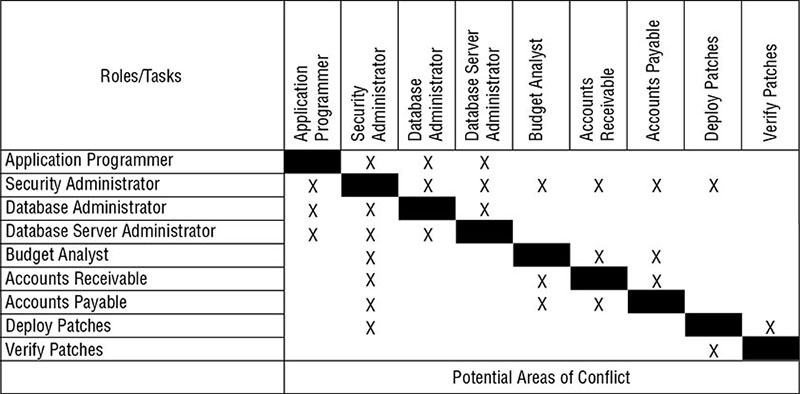 Roles/Tasks
Application
Programmer
Security
Administrator
Database
Administrator
Database Server
Administrator
Budget Analyst
Accounts
Receivable
Accounts Payable
Deploy Patches
Verify Patches
Application Programmer X X X
Security Administrator X X X X X X X
Database Administrator X X X
Database Server Administrator X X X
Budget Analyst X X X
Accounts Receivable X X X
Accounts Payable X X X
Deploy Patches X X
Verify Patches X
Potential Areas of Conflict